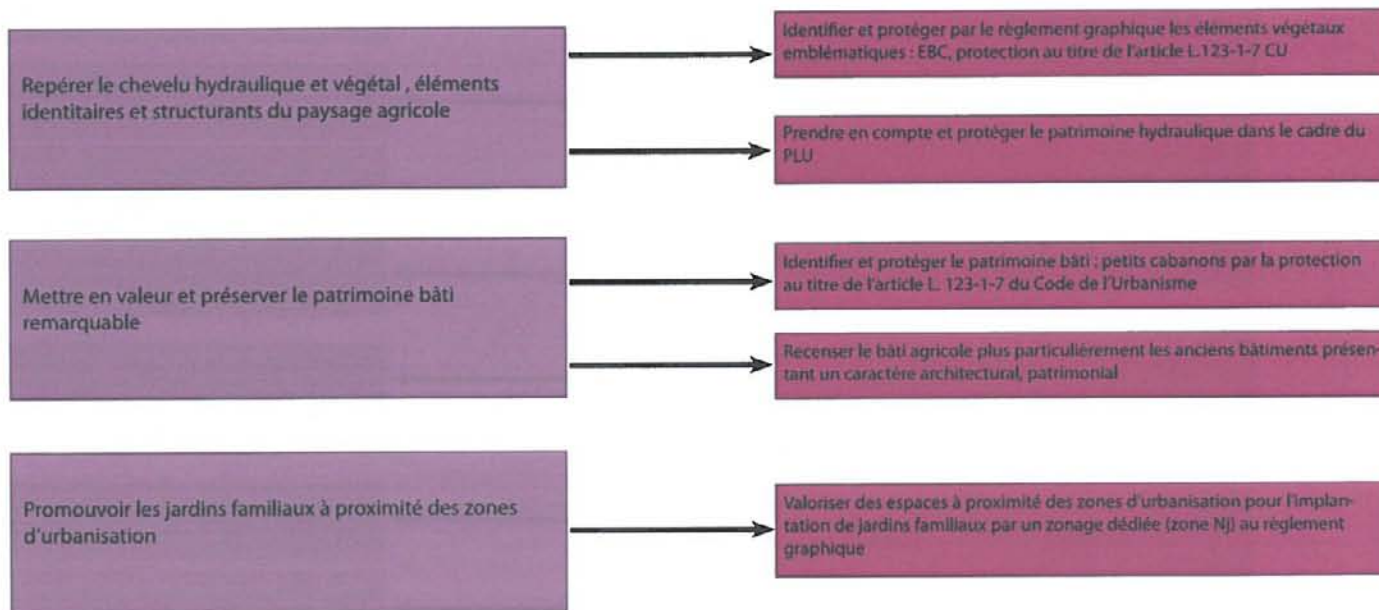 Repérer le chevelu hydraulique et végétal , éléments
identitaires et structurants du paysage agricole
Identifier et protéger par le règlement graphique les éléments végétaux
emblématiques : EBC, protection au titre de l'article L.123-1-7 CU
Prendre en compte et protéger le patrimoine hydraulique dans le cadre du
PLU
Mettre en valeur et préserver le patrimoine bâti
remarquable
Identifier et protéger le patrimoine bâti ; petits cabanons par la protection
au titre de l'article L. 123-1-7 du Code de l'Urbanisme
Recenser le bâti agricole plus particulièrement les anciens bâtiments présen-
tant un caractère architectural, patrimonial
Promouvoir les jardins familiaux à proximité des zones
d'urbanisation
Valoriser des espaces à proximité des zones d'urbanisation pour l'implan-
tation de jardins familiaux par un zonage dédiée (zone Nj) au règlement
graphique